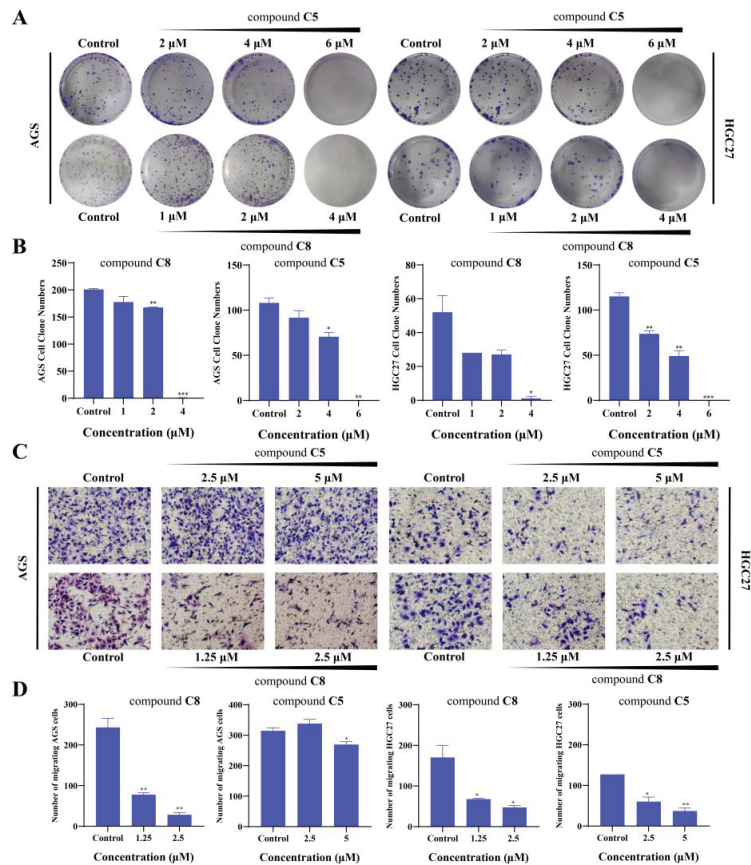 A
compound C5
compound C5
Control 2 μM 4 μM 6 μM Control 2 μM 4 μM 6 μM
AGS
HGC27
Control 1 μM 2 μM 4 μM Control 1 μM 2 μM 4 μM
compound C8
compound C8
B
compound C8
AGS Cell Clone Numbers
250
200
150
100
50
0
**
***
Control 1 2 4
Concentration (μM)
compound C5
AGS Cell Clone Numbers
150
100
50
0
*
**
Control 2 4 6
Concentration (μM)
compound C8
HGC27 Cell Clone Numbers
80
60
40
20
0
*
Control 1 2 4
Concentration (μM)
compound C5
HGC27 Cell Clone Numbers
150
100
50
0
**
**
***
Control 2 4 6
Concentration (μM)
C
compound C5
compound C5
Control 2.5 μM 5 μM Control 2.5 μM 5 μM
AGS
HGC27
Control 1.25 μM 2.5 μM Control 1.25 μM 2.5 μM
compound C8
compound C8
D
compound C8
Number of migrating AGS cells
300
200
100
0
**
**
Control 1.25 2.5
Concentration (μM)
compound C5
Number of migrating AGS cells
400
300
200
100
0
*
Control 2.5 5
Concentration (μM)
compound C8
Number of migrating HGC27 cells
300
200
100
0
*
*
Control 1.25 2.5
Concentration (μM)
compound C5
Number of migrating HGC27 cells
300
200
100
0
*
**
Control 2.5 5
Concentration (μM)